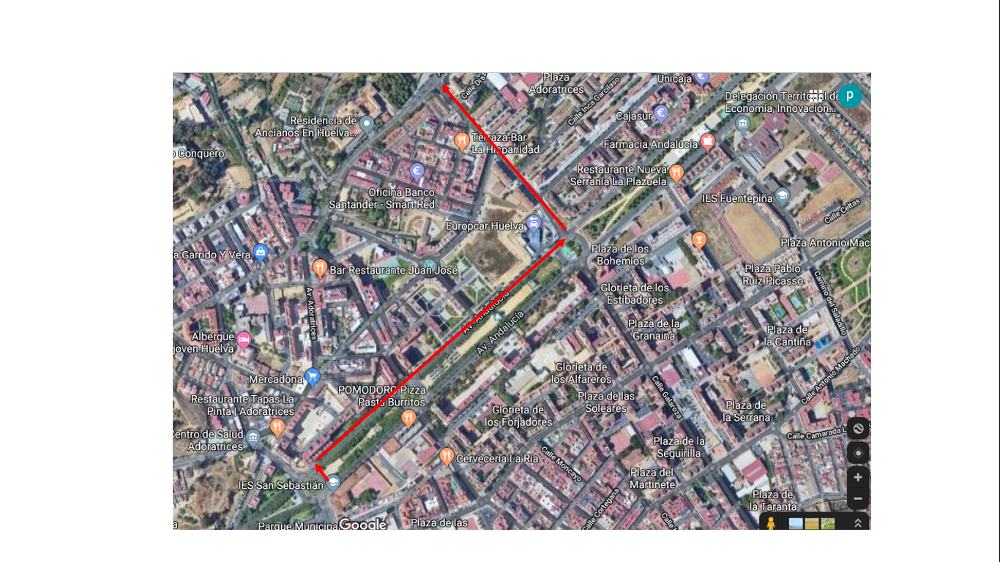 Unicaja
Plaza
Adoratrices
Calle Inca Garcilaso
Calle Díaz
Delegación Territorial de
Economía, Innovación...
p
Residencia de
Ancianos En Huelva...
Cajasur
Terraza-Bar
La Hispanidad
Farmacia Andalucía
Conquero
Restaurante Nueva
Serranía La Plazuela
Oficina Banco
Santander - Smart Red
IES Fuentepiña
Calle Celtas
Europcar Huelva
Plaza Antonio Mach
a Garrido Y Vera
Plaza de los
Bohemios
Bar Restaurante Juan José
Plaza Pablo
Ruiz Picasso
Glorieta de los
Estibadores
Camino del Saladillo
Av. Adoratrices
Av. Andalucía
Av. Andalucía
Plaza de la
Granaina
Plaza de
la Cantiña
Albergue
joven Huelva
Calle Antonio Machado
Glorieta de
los Alfareros
Mercadona
POMODORO Pizza
Pasta Burritos
Calle Galaroza
Plaza de las
Soleares
Restaurante Tapas La
Pinta | Adoratrices
Glorieta de
los Forjadores
Plaza de
la Serrana
Centro de Salud
Adoratrices
Calle Camarada L
Plaza de la
Seguirilla
Cervecería La Ría
Calle Moncayo
Plaza del
Martinete
IES San Sebastián
Calle Cortegana
Plaza de
la Taranta
Parque Municipa
Google
Plaza de las